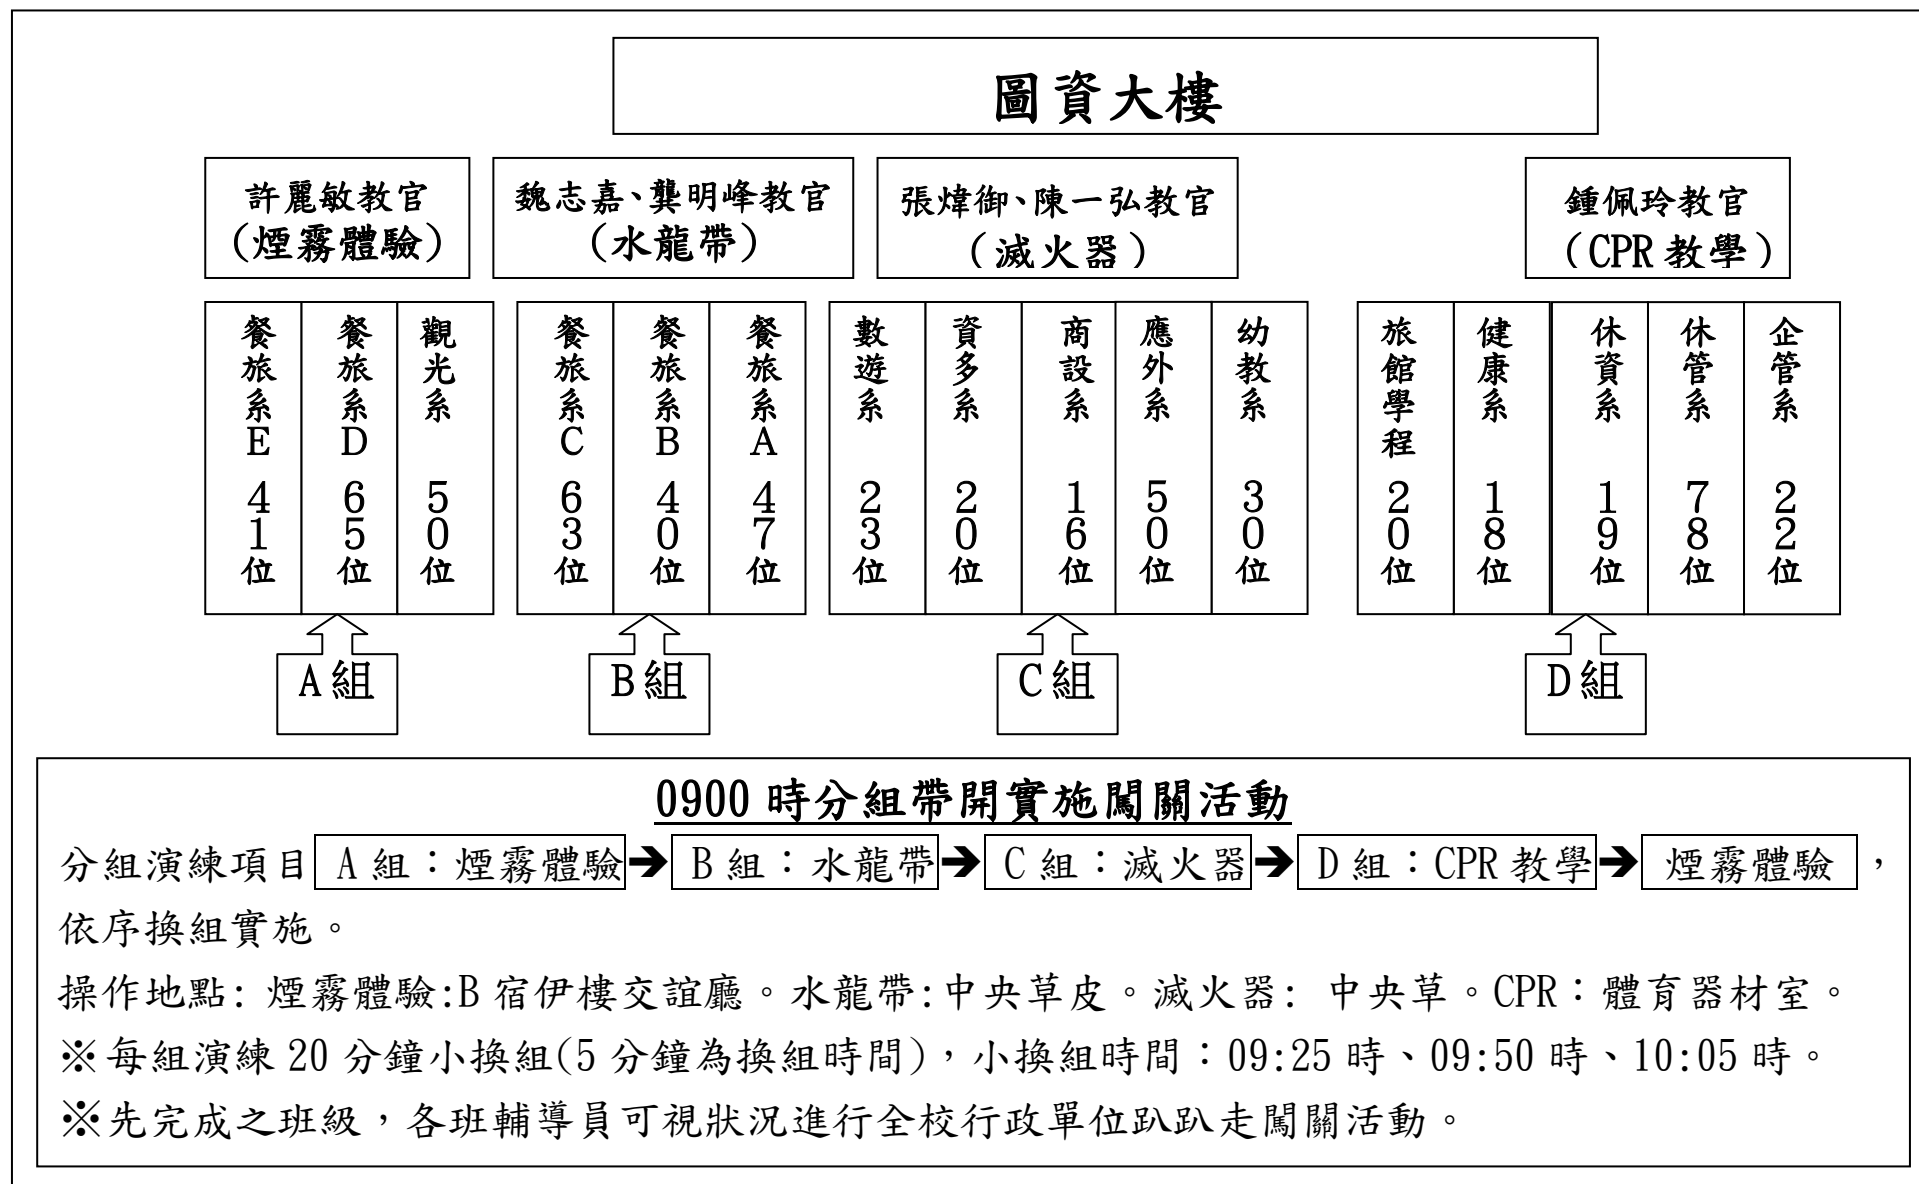 圖資大樓
許麗敏教官
(煙霧體驗)
魏志嘉、龔明峰教官
(水龍帶)
張煒御、陳一弘教官
(滅火器)
鍾佩玲教官
(CPR教學)
餐旅系E 41位
餐旅系D 65位
觀光系 50位
餐旅系C 63位
餐旅系B 40位
餐旅系A 47位
數遊系 23位
資多系 20位
商設系 16位
應外系 50位
幼教系 30位
旅館學程 20位
健康系 18位
休資系 19位
休管系 78位
企管系 22位
A組
B組
C組
D組
0900時分組帶開實施闖關活動
分組演練項目 A組：煙霧體驗➔ B組：水龍帶➔ C組：滅火器➔ D組：CPR教學➔ 煙霧體驗，
依序換組實施。
操作地點: 煙霧體驗:B宿伊樓交誼廳。水龍帶:中央草皮。滅火器: 中央草。CPR：體育器材室。
※每組演練20分鐘小換組(5分鐘為換組時間)，小換組時間：09:25時、09:50時、10:05時。
※先完成之班級，各班輔導員可視狀況進行全校行政單位趴趴走闖關活動。